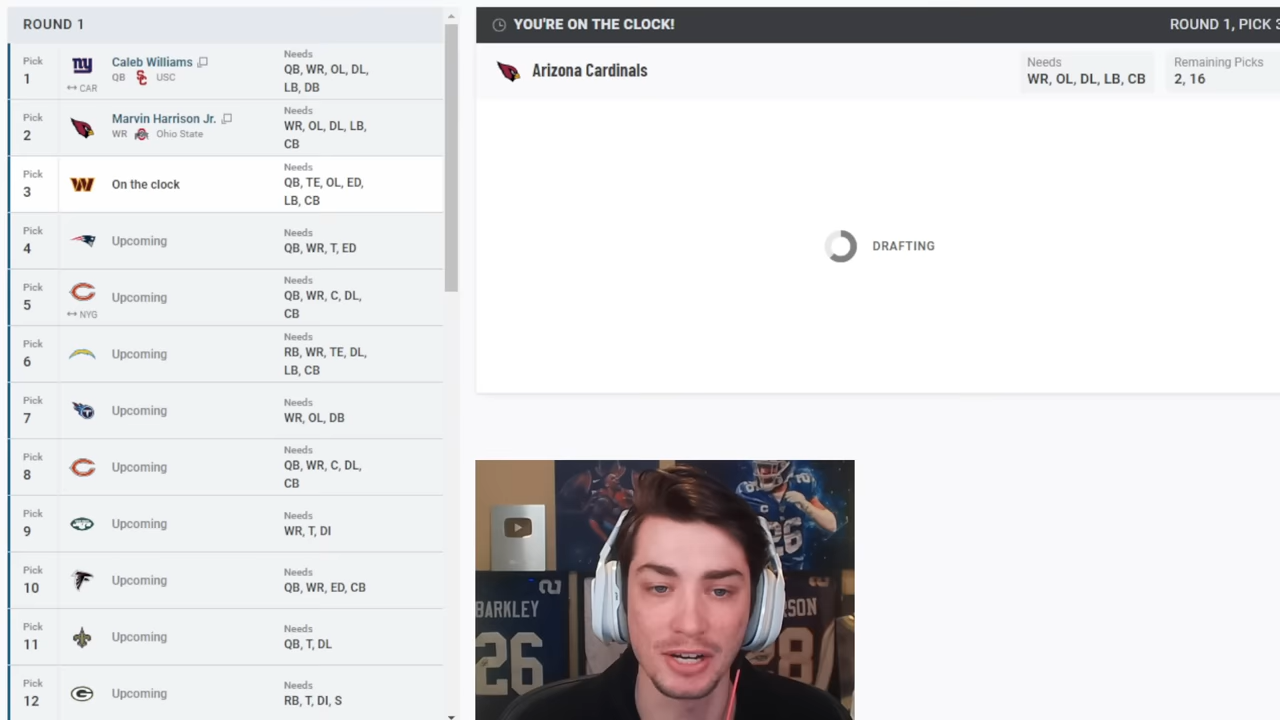 ROUND 1
Pick
1
ny
Caleb Williams
QB SC USC
↔ CAR
Needs
QB, WR, OL, DL,
LB, DB
Pick
2
Marvin Harrison Jr.
WR Ohio State
Needs
WR, OL, DL, LB,
CB
Pick
3
W
On the clock
Needs
QB, TE, OL, ED,
LB, CB
Pick
4
Upcoming
Needs
QB, WR, T, ED
Pick
5
C
Upcoming
↔ NYG
Needs
QB, WR, C, DL,
CB
Pick
6
Upcoming
Needs
RB, WR, TE, DL,
LB, CB
Pick
7
Upcoming
Needs
WR, OL, DB
Pick
8
C
Upcoming
Needs
QB, WR, C, DL,
CB
Pick
9
Upcoming
Needs
WR, T, DI
Pick
10
Upcoming
Needs
QB, WR, ED, CB
Pick
11
Upcoming
Needs
QB, T, DL
Pick
12
G
Upcoming
Needs
RB, T, DI, S
YOU'RE ON THE CLOCK!
ROUND 1, PICK 3
Arizona Cardinals
Needs
WR, OL, DL, LB, CB
Remaining Picks
2, 16
DRAFTING
C
26
BARKLEY
26
RSON
8